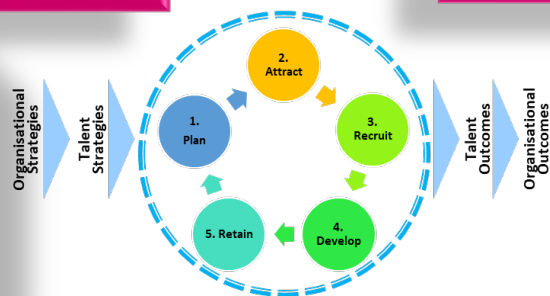 Organisational
Strategies
Talent
Strategies
1.
Plan
2.
Attract
3.
Recruit
4.
Develop
5. Retain
Talent
Outcomes
Organisational
Outcomes